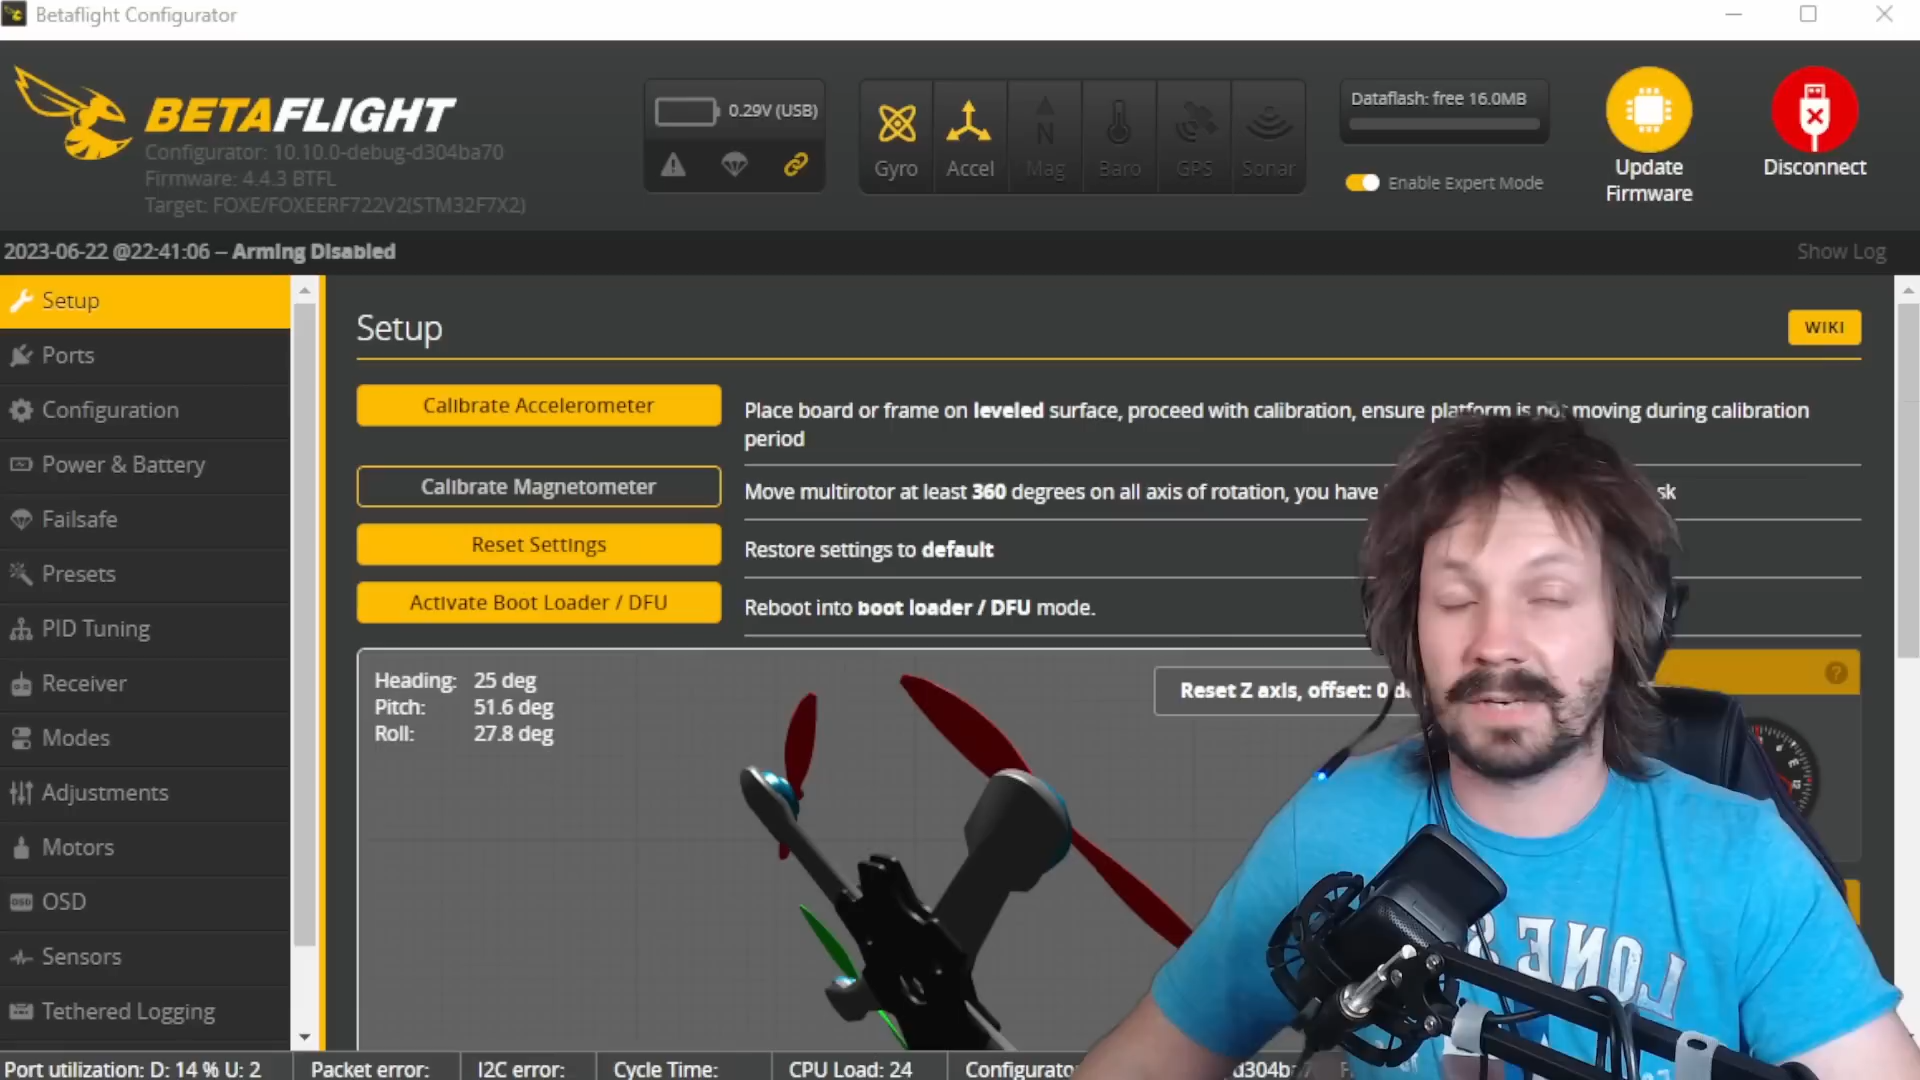 Betaflight Configurator
BETAFLIGHT
Configurator: 10.10.0-debug-d304ba70
Firmware: 4.4.3 BTFL
Target: FOXE/FOXEERF722V2(STM32F7X2)
0.29V (USB)
Gyro
Accel
N
Mag
Baro
GPS
Sonar
Dataflash: free 16.0MB
Enable Expert Mode
Update
Firmware
Disconnect
2023-06-22 @22:41:06 -- Arming Disabled
Show Log
Setup
Ports
Configuration
Power & Battery
Failsafe
Presets
PID Tuning
Receiver
Modes
Adjustments
Motors
OSD OSD
Sensors
Tethered Logging
Setup
WIKI
Calibrate Accelerometer
Place board or frame on leveled surface, proceed with calibration, ensure platform is not moving during calibration
period
Calibrate Magnetometer
Move multirotor at least 360 degrees on all axis of rotation, you have
sk
Reset Settings
Restore settings to default
Activate Boot Loader / DFU
Reboot into boot loader / DFU mode.
Heading: 25 deg
Pitch: 51.6 deg
Roll: 27.8 deg
Reset Z axis, offset: 0 d
?
LONE S
Port utilization: D: 14 % U: 2
Packet error:
I2C error:
Cycle Time:
CPU Load: 24
Configurato
d304b